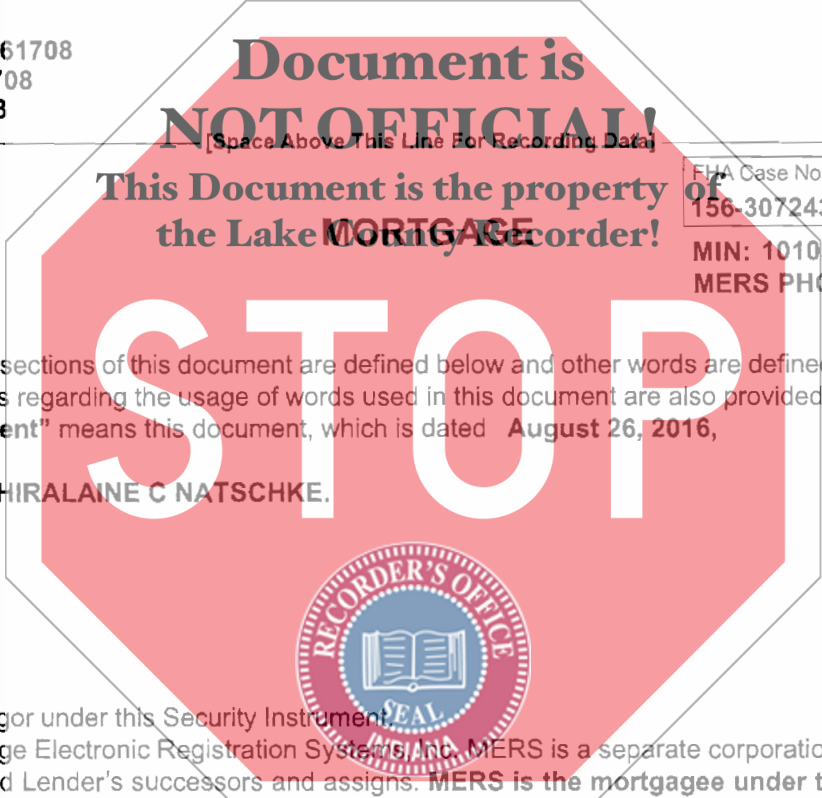 61708
08
Document is
NOT OFFICIAL!
[Space Above This Line For Recording Data]
This Document is the property of
the Lake County Recorder!
FHA Case No
156-307243
MORTGAGE
MIN: 1010
MERS PHO
STOP
sections of this document are defined below and other words are define
s regarding the usage of words used in this document are also provided
ent" means this document, which is dated August 26, 2016,
HIRALAINE C NATSCHKE.
RECORDER'S OFFICE
SEAL
INDIANA
gor under this Security Instrument.
ge Electronic Registration Systems, Inc. MERS is a separate corporatio
d Lender's successors and assigns. MERS is the mortgagee under t